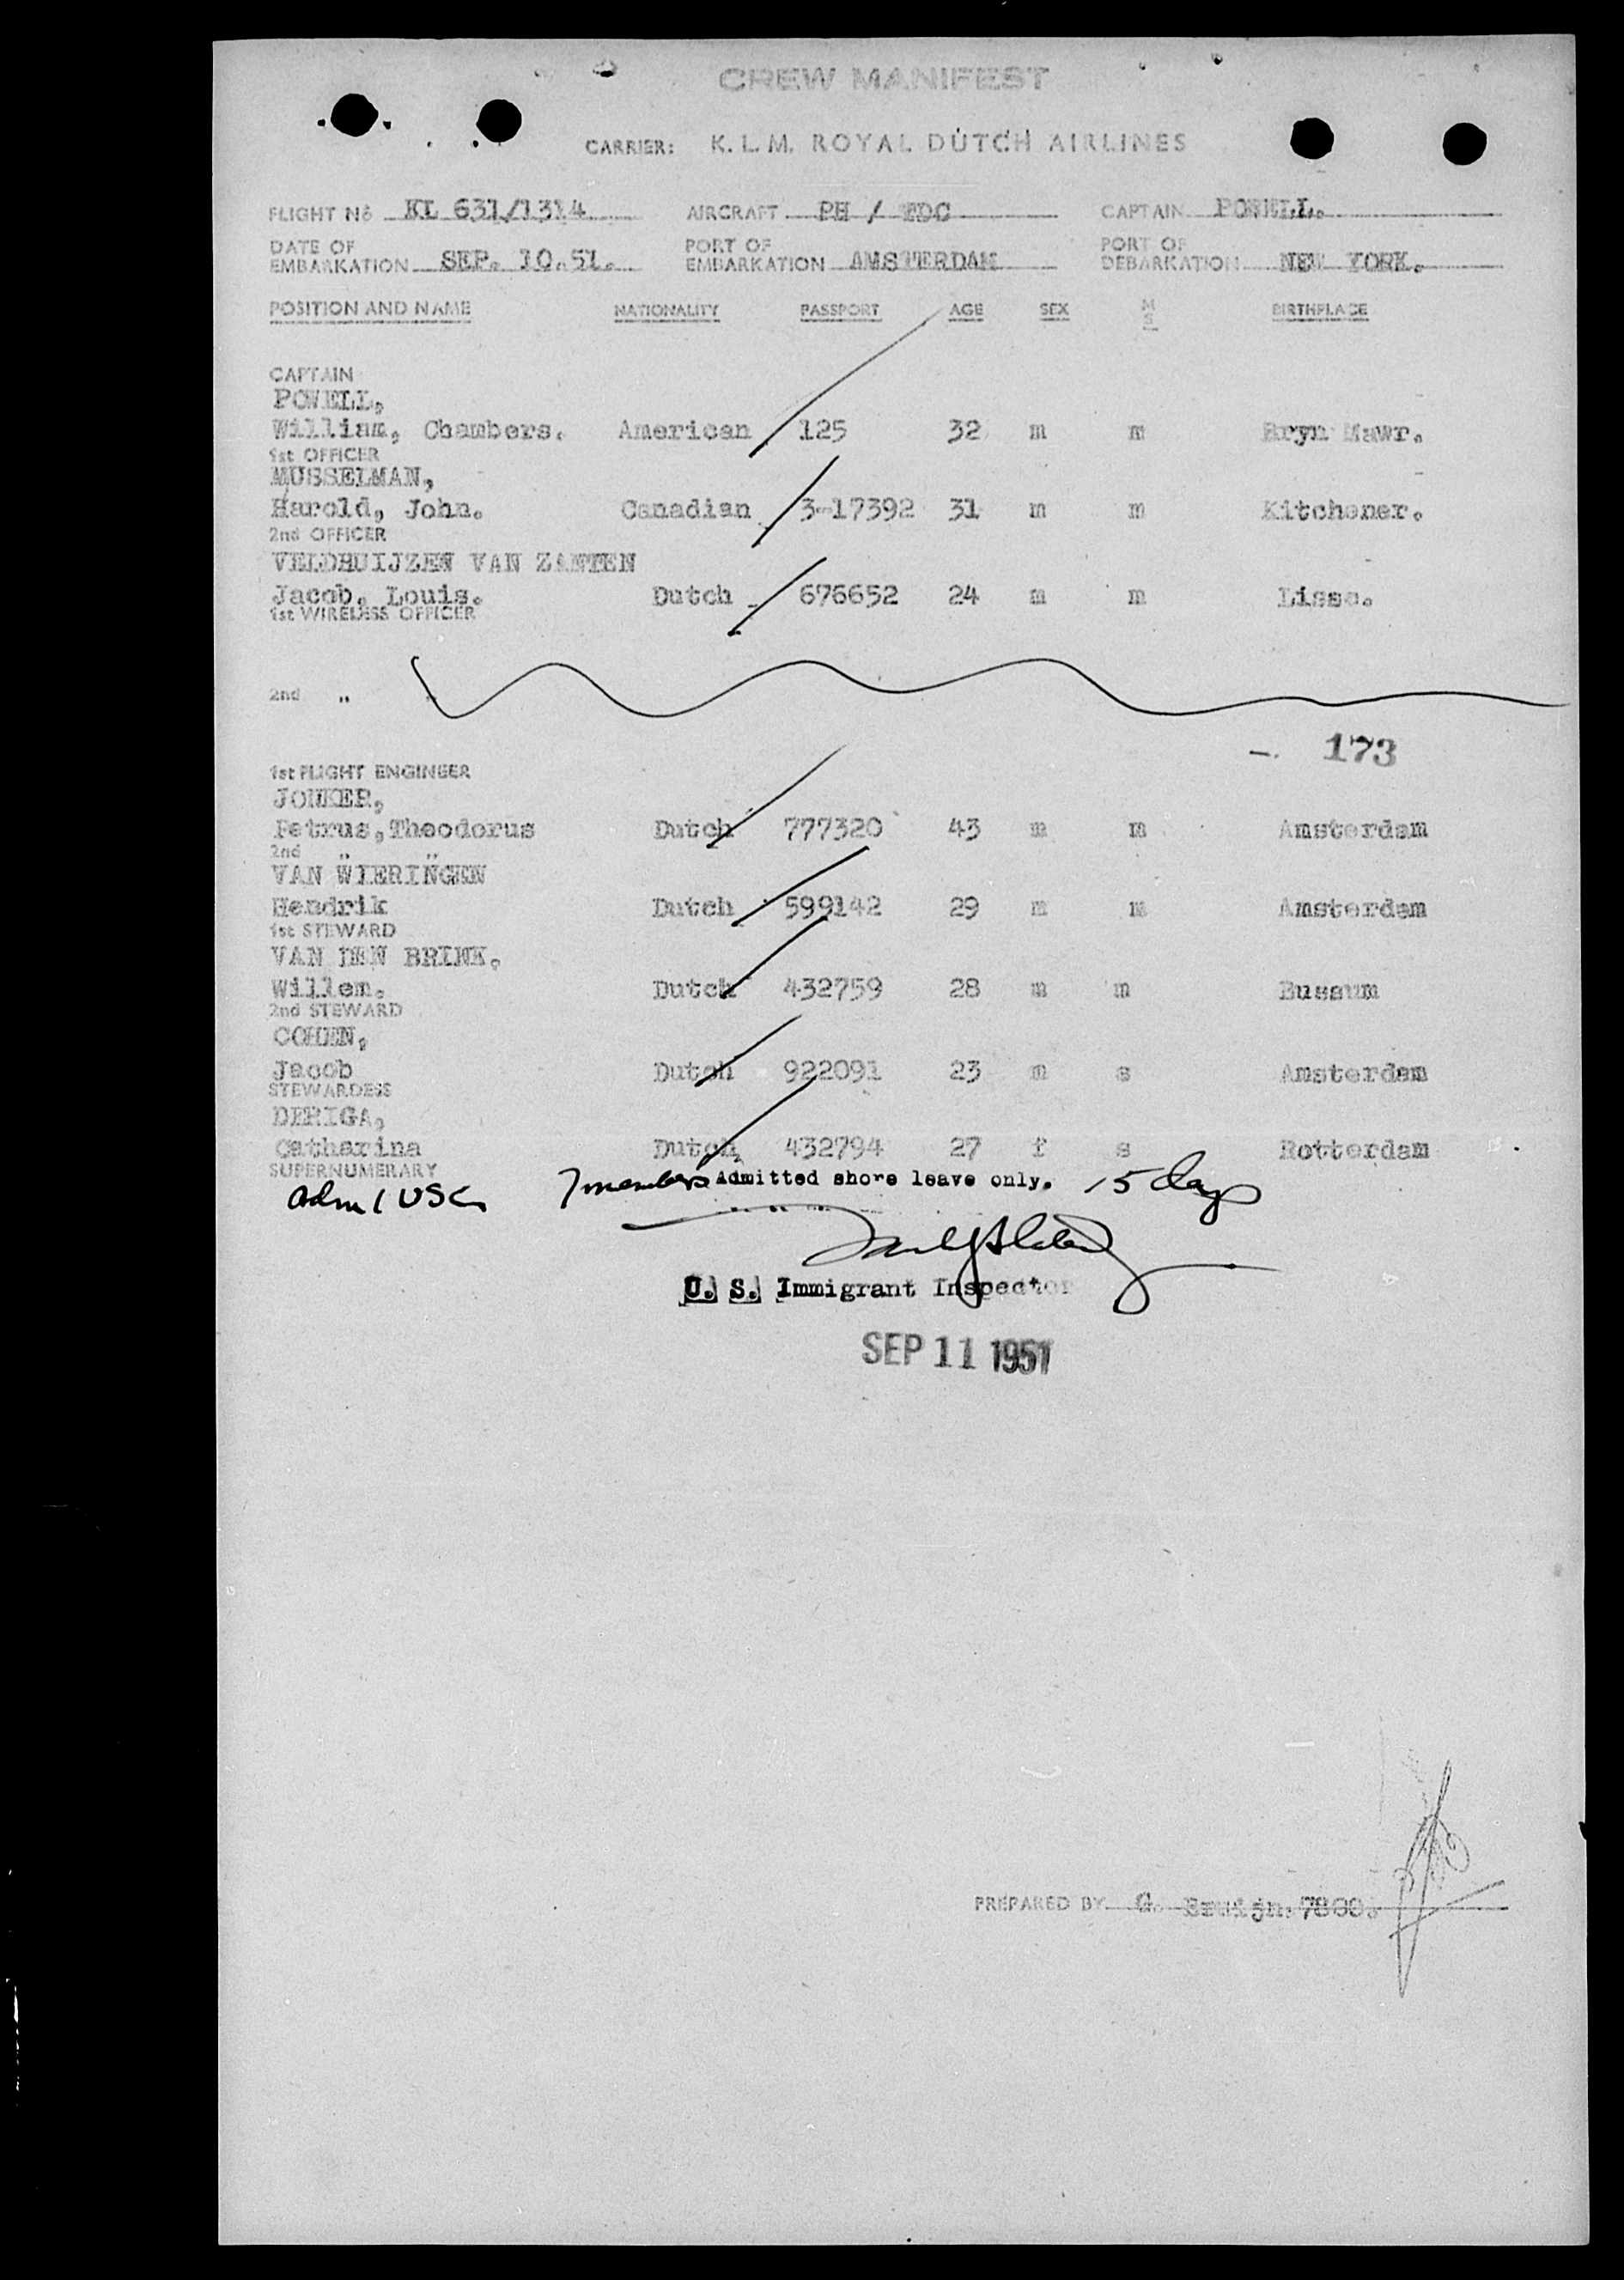 CREW MANIFEST
CARRIER: K.L.M. ROYAL DUTCH AIRLINES
FLIGHT No KL 631/1314 AIRCRAFT PH / TDC CAPTAIN POWELL.
DATE OF EMBARKATION SEP. 10.51. PORT OF EMBARKATION AMSTERDAM PORT OF DEBARKATION NEW YORK.
POSITION AND NAME NATIONALITY PASSPORT AGE SEX M S BIRTHPLACE
CAPTAIN
POWELL,
William, Chambers. American 125 32 m m Bryn Mawr.
1st OFFICER
MUSSELMAN,
Harold, John. Canadian 3-17392 31 m m Kitchener.
2nd OFFICER
VELDHUIJZEN VAN ZANTEN
Jacob, Louis. Dutch 676652 24 m m Lisse.
1st WIRELESS OFFICER
2nd " "
- 173
1st FLIGHT ENGINEER
JONKER,
Petrus,Theodorus Dutch 777320 43 m m Amsterdam
2nd " "
VAN WIERINGEN
Hendrik Dutch 599142 29 m m Amsterdam
1st STEWARD
VAN DEN BRINK.
Willem. Dutch 432759 28 m m Bussum
2nd STEWARD
COHEN,
Jacob Dutch 922091 23 m s Amsterdam
STEWARDESS
DERIGA,
Catharina Dutch 432794 27 f s Rotterdam
SUPERNUMERARY
Adm 1 USC 7 members Admitted shore leave only. 15 days
U. S. Immigrant Inspector
SEP 11 1951
PREPARED BY G. 7800.